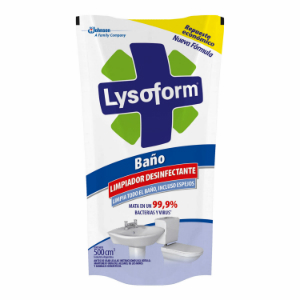 Johnson
A Family Company
Repuesto
económico
Nueva Fórmula
Lysoform
Baño
LIMPIADOR DESINFECTANTE
LIMPIA TODO EL BAÑO, INCLUSO ESPEJOS
MATA EN UN 99,9%
BACTERIAS Y VIRUS
500 cm³